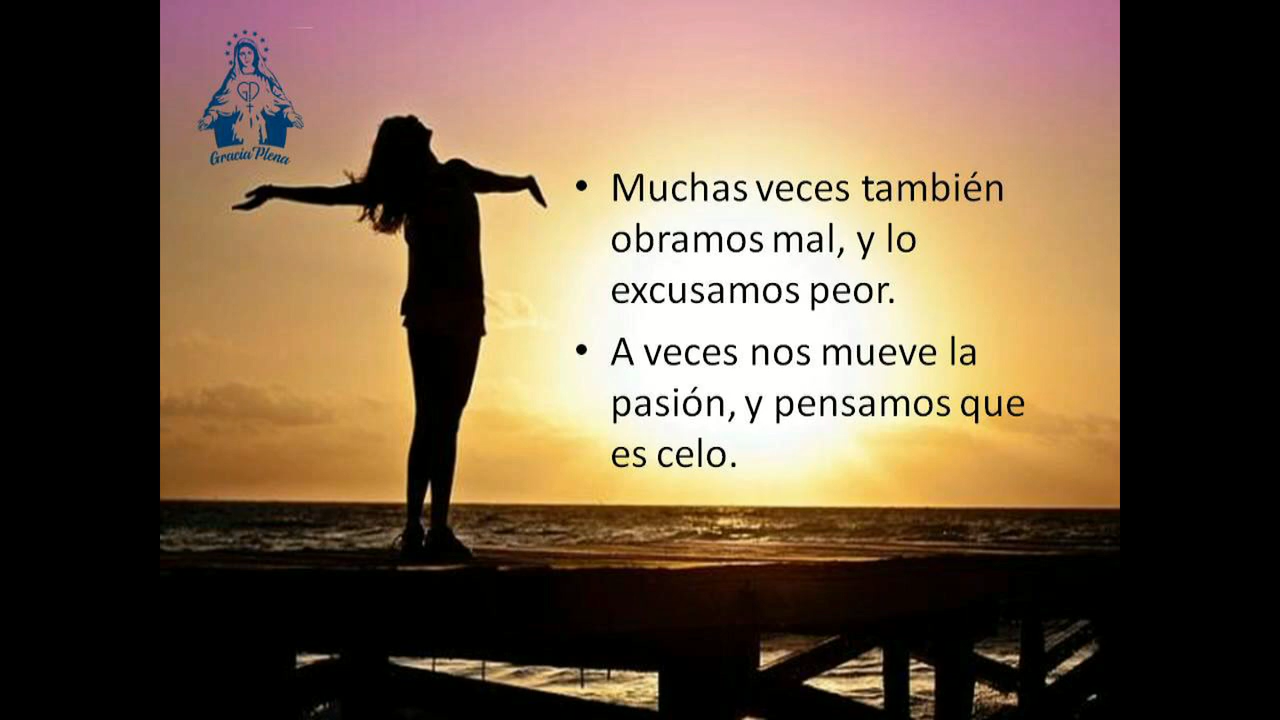 Gracia Plena
• Muchas veces también
obramos mal, y lo
excusamos peor.
• A veces nos mueve la
pasión, y pensamos que
es celo.